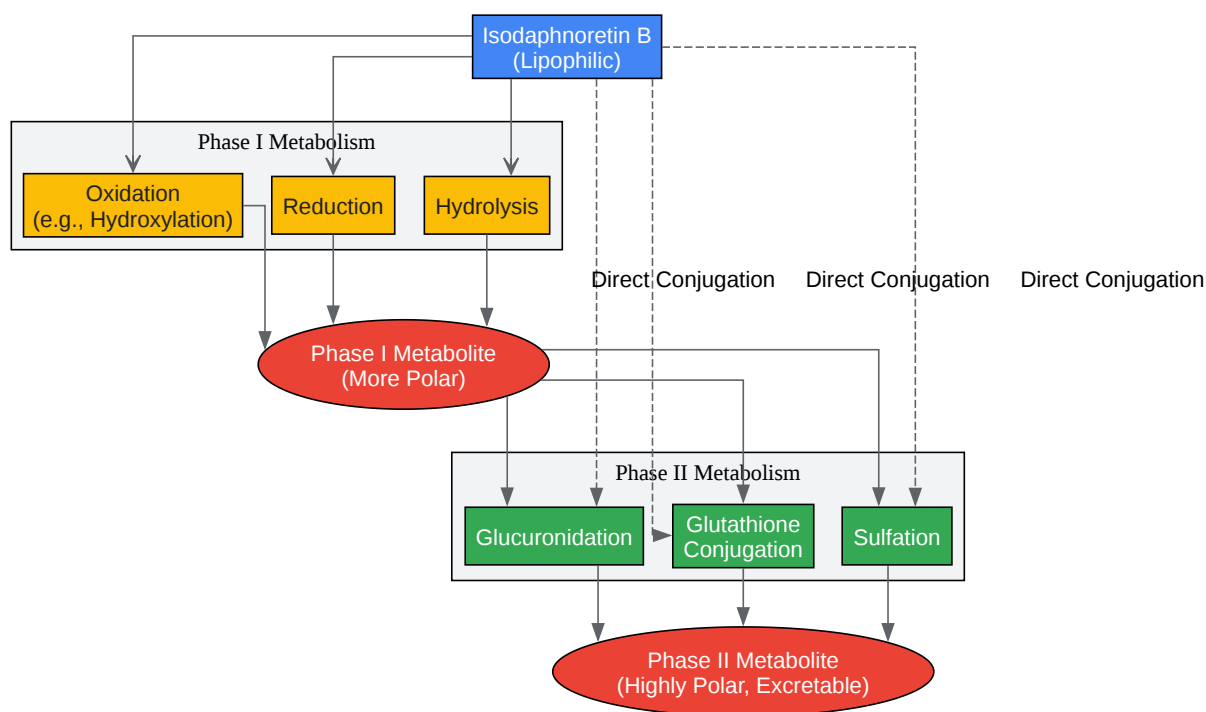 Isodaphnoretin B
(Lipophilic)
Phase I Metabolism
Oxidation
(e.g., Hydroxylation)
Reduction
Hydrolysis
Direct Conjugation
Direct Conjugation
Direct Conjugation
Phase I Metabolite
(More Polar)
Phase II Metabolism
Glucuronidation
Glutathione
Conjugation
Sulfation
Phase II Metabolite
(Highly Polar, Excretable)